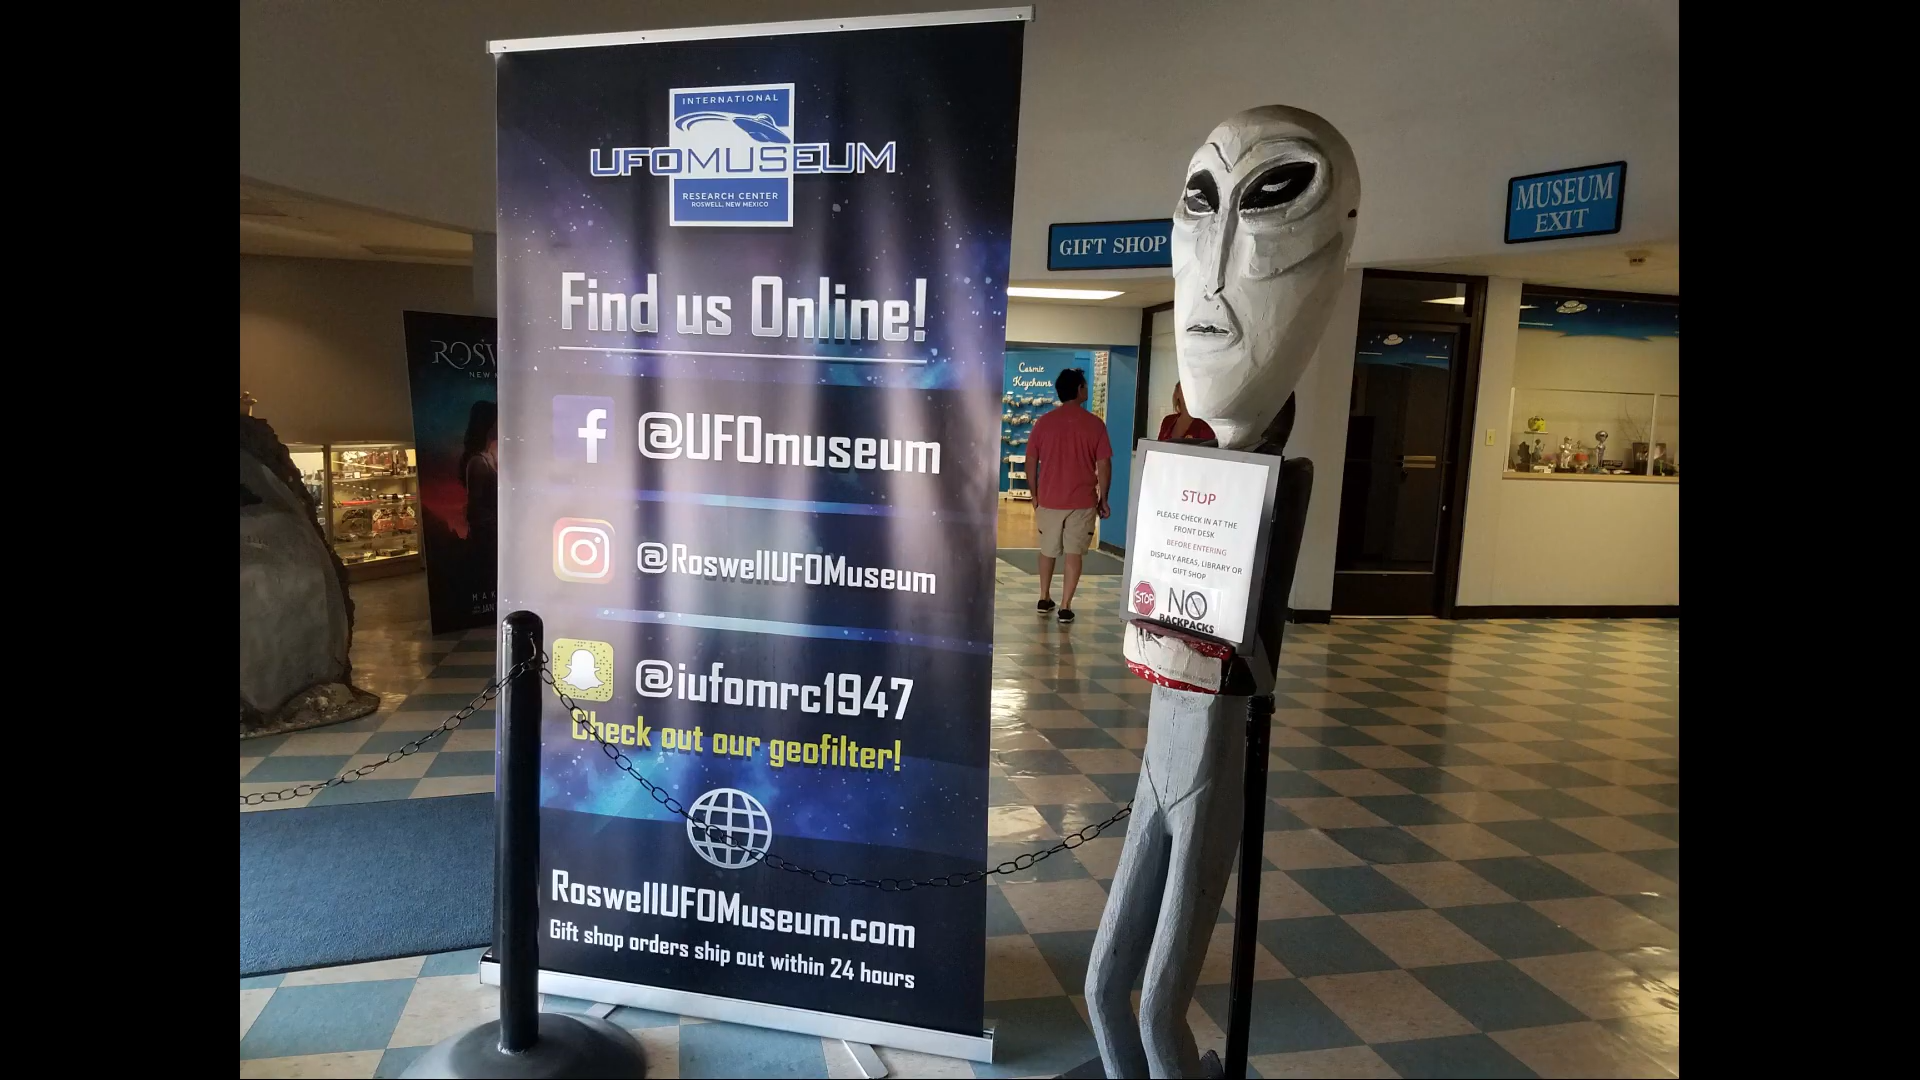 INTERNATIONAL
UFOMUSEUM
RESEARCH CENTER
ROSWELL, NEW MEXICO
Find us Online!
f @UFOmuseum
@RoswellUFOMuseum
@iufomrc1947
Check out our geofilter!
RoswellUFOMuseum.com
Gift shop orders ship out within 24 hours
GIFT SHOP
MUSEUM
EXIT
Cosmic
Keychains
STOP
PLEASE CHECK IN AT THE
FRONT DESK
BEFORE ENTERING
DISPLAY AREAS, LIBRARY OR
GIFT SHOP
STOP
NO
BACKPACKS